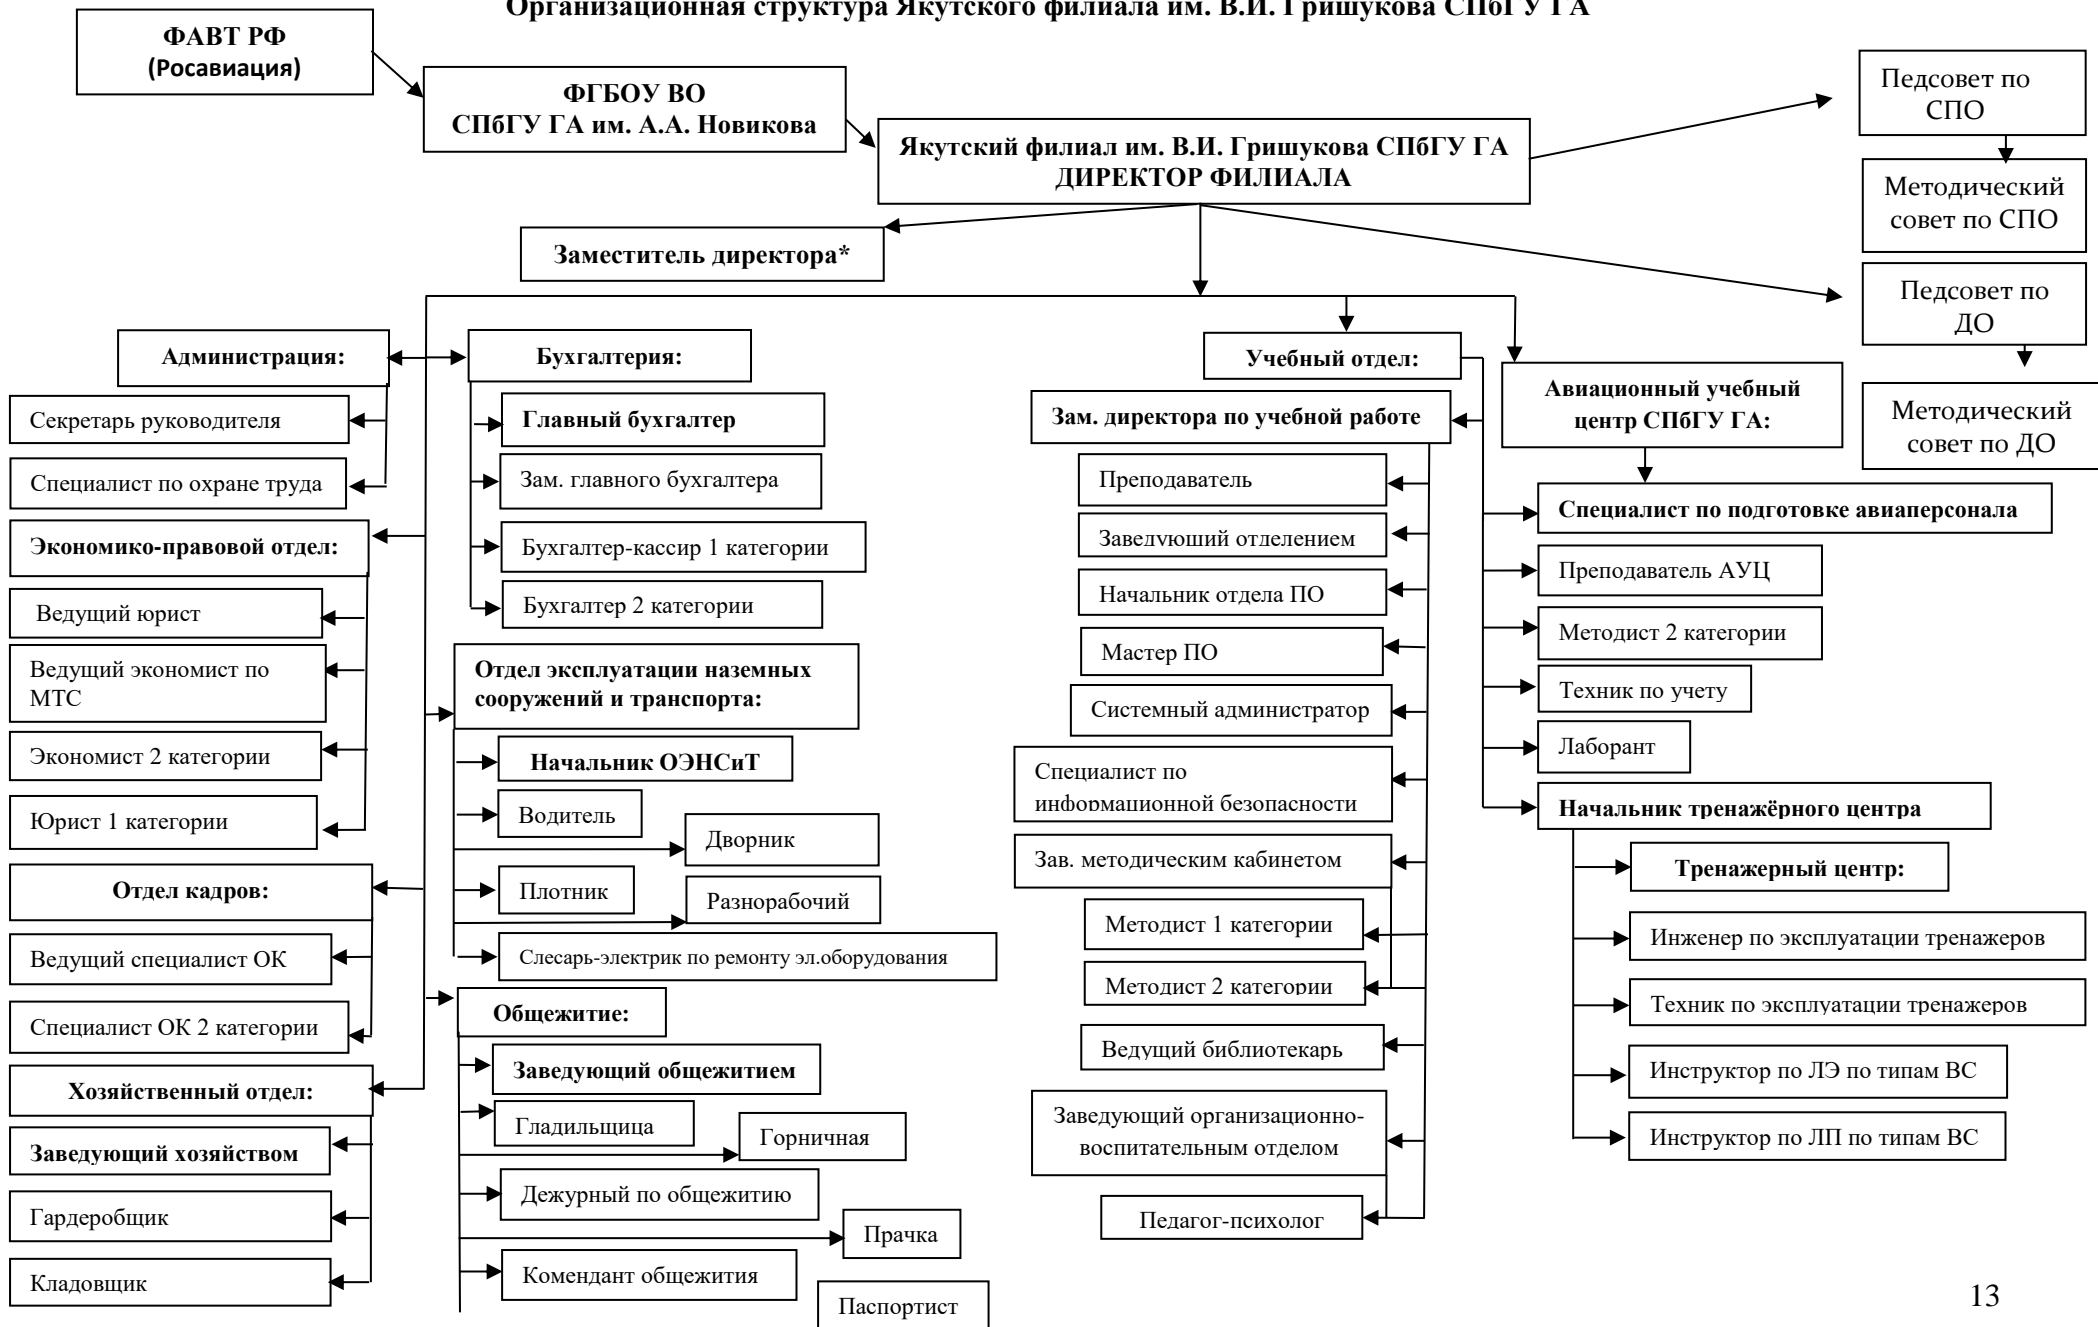 Организационная структура Якутского филиала им. В.И. Гришукова СПбГУ ГА
ФАВТ РФ
(Росавиация)
ФГБОУ ВО
СПбГУ ГА им. А.А. Новикова
Якутский филиал им. В.И. Гришукова СПбГУ ГА
ДИРЕКТОР ФИЛИАЛА
Педсовет по
СПО
Методический
совет по СПО
Педсовет по
ДО
Методический
совет по ДО
Заместитель директора*
Администрация:
Секретарь руководителя
Специалист по охране труда
Экономико-правовой отдел:
Ведущий юрист
Ведущий экономист по
МТС
Экономист 2 категории
Юрист 1 категории
Отдел кадров:
Ведущий специалист ОК
Специалист ОК 2 категории
Хозяйственный отдел:
Заведующий хозяйством
Гардеробщик
Кладовщик
Бухгалтерия:
Главный бухгалтер
Зам. главного бухгалтера
Бухгалтер-кассир 1 категории
Бухгалтер 2 категории
Отдел эксплуатации наземных
сооружений и транспорта:
Начальник ОЭНСиТ
Водитель
Дворник
Плотник
Разнорабочий
Слесарь-электрик по ремонту эл.оборудования
Общежитие:
Заведующий общежитием
Гладильщица
Горничная
Дежурный по общежитию
Прачка
Комендант общежития
Паспортист
Учебный отдел:
Зам. директора по учебной работе
Преподаватель
Заведующий отделением
Начальник отдела ПО
Мастер ПО
Системный администратор
Специалист по
информационной безопасности
Зав. методическим кабинетом
Методист 1 категории
Методист 2 категории
Ведущий библиотекарь
Заведующий организационно-
воспитательным отделом
Педагог-психолог
Авиационный учебный
центр СПбГУ ГА:
Специалист по подготовке авиаперсонала
Преподаватель АУЦ
Методист 2 категории
Техник по учету
Лаборант
Начальник тренажёрного центра
Тренажерный центр:
Инженер по эксплуатации тренажеров
Техник по эксплуатации тренажеров
Инструктор по ЛЭ по типам ВС
Инструктор по ЛП по типам ВС
13